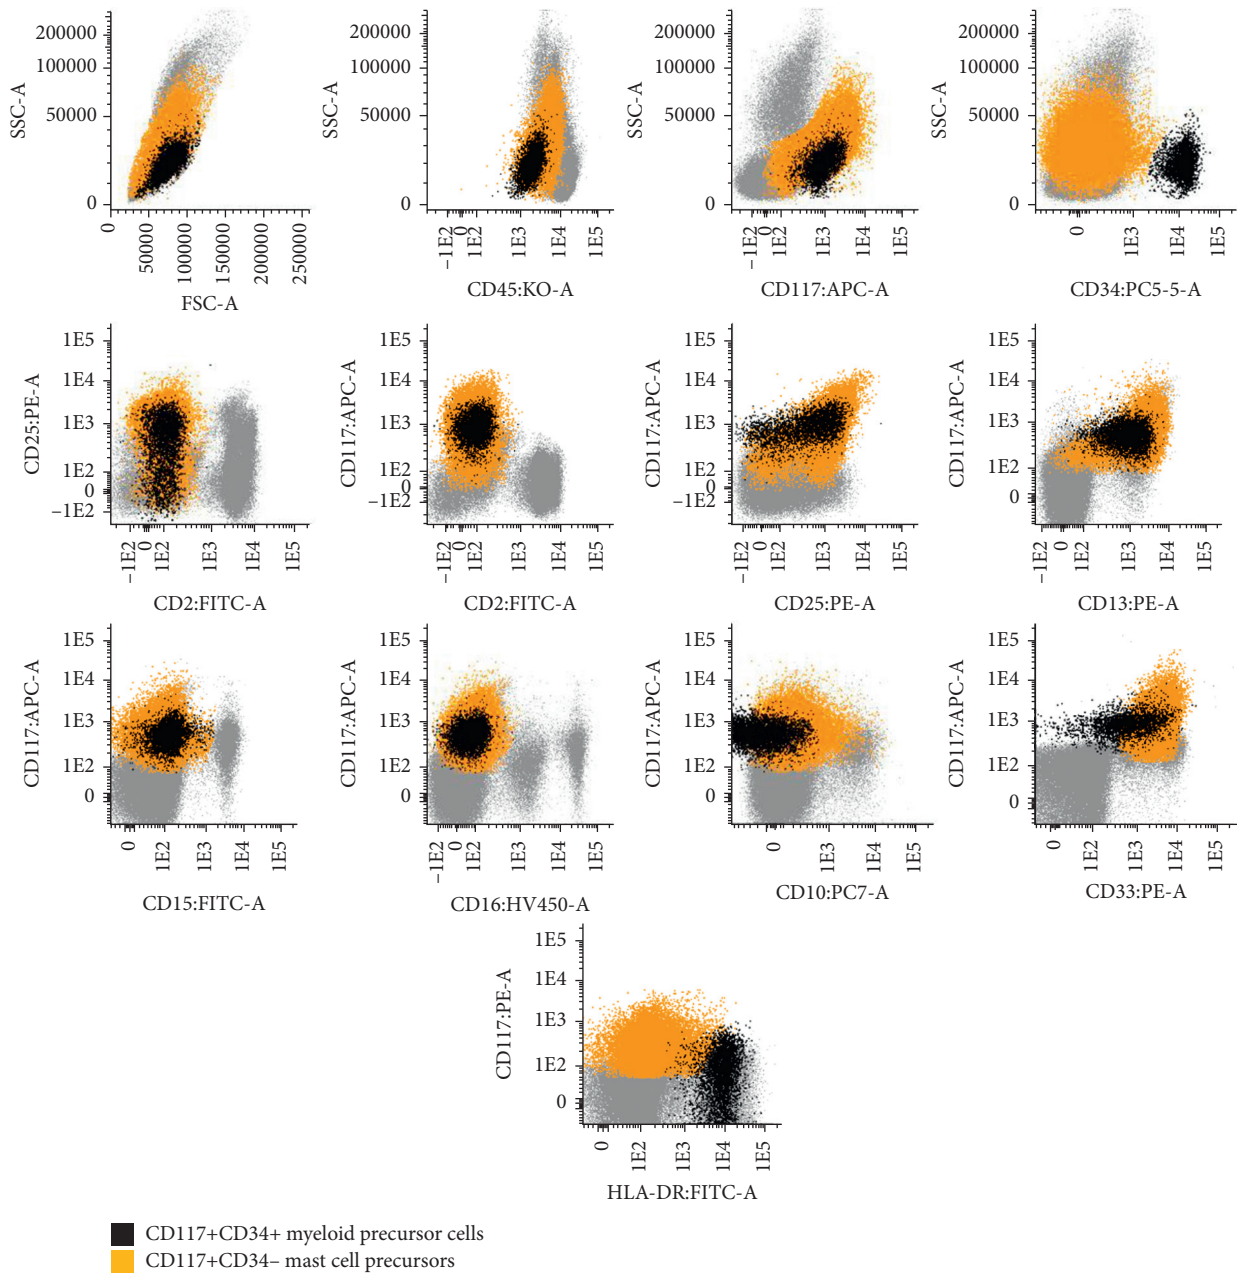 200000
100000
50000
0
SSC-A
0
50000
100000
150000
200000
250000
FSC-A
200000
100000
50000
0
SSC-A
−1E2
0
1E2
1E3
1E4
1E5
CD45:KO-A
200000
100000
50000
0
SSC-A
−1E2
0
1E2
1E3
1E4
1E5
CD117:APC-A
200000
100000
50000
0
SSC-A
0
1E3
1E4
1E5
CD34:PC5-5-A
1E5
1E4
1E3
1E2
0
−1E2
CD25:PE-A
−1E2
0
1E2
1E3
1E4
1E5
CD2:FITC-A
1E5
1E4
1E3
1E2
0
−1E2
CD117:APC-A
−1E2
0
1E2
1E3
1E4
1E5
CD2:FITC-A
1E5
1E4
1E3
1E2
0
−1E2
CD117:APC-A
−1E2
0
1E2
1E3
1E4
1E5
CD25:PE-A
1E5
1E4
1E3
1E2
0
CD117:APC-A
−1E2
0
1E2
1E3
1E4
1E5
CD13:PE-A
1E5
1E4
1E3
1E2
0
CD117:APC-A
0
1E2
1E3
1E4
1E5
CD15:FITC-A
1E5
1E4
1E3
1E2
0
CD117:APC-A
−1E2
0
1E2
1E3
1E4
1E5
CD16:HV450-A
1E5
1E4
1E3
1E2
0
CD117:APC-A
0
1E3
1E4
1E5
CD10:PC7-A
1E5
1E4
1E3
1E2
0
CD117:APC-A
0
1E2
1E3
1E4
1E5
CD33:PE-A
1E5
1E4
1E3
1E2
0
CD117:PE-A
0
1E2
1E3
1E4
1E5
HLA-DR:FITC-A
CD117+CD34+ myeloid precursor cells
CD117+CD34− mast cell precursors